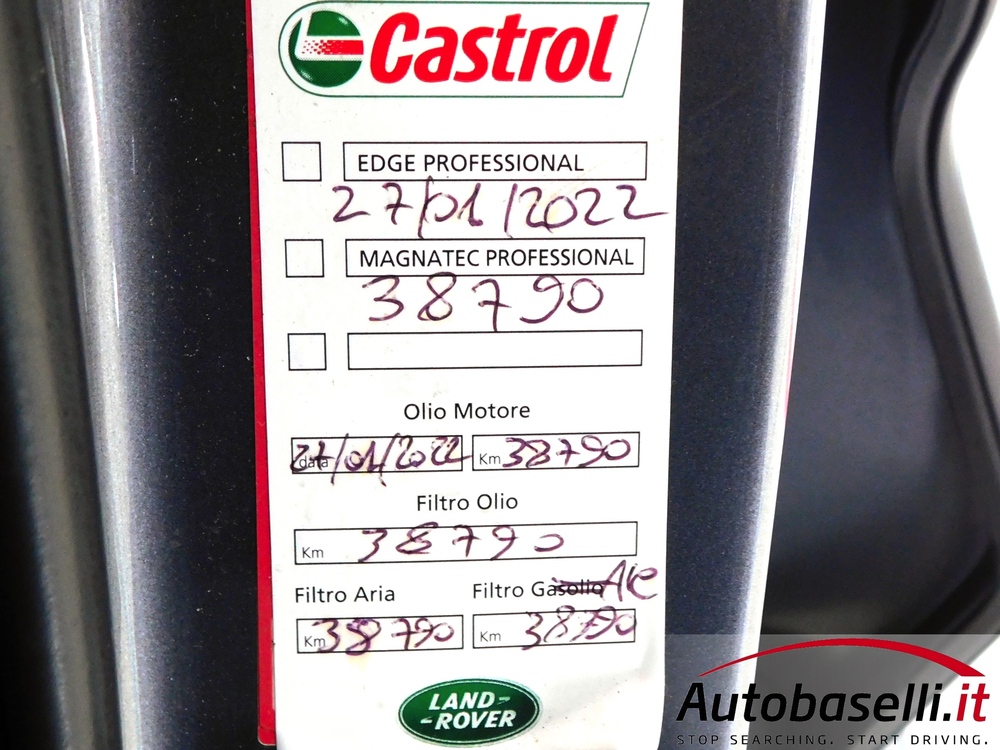 Castrol
EDGE PROFESSIONAL
27/01/2022
MAGNATEC PROFESSIONAL
38790
Olio Motore
data 27/01/2022 Km 38790
Filtro Olio
Km 38790
Filtro Aria Filtro Gasolio
Km 38790 Km 38790
LAND-
-ROVER
Autobaselli.it
STOP SEARCHING. START DRIVING.